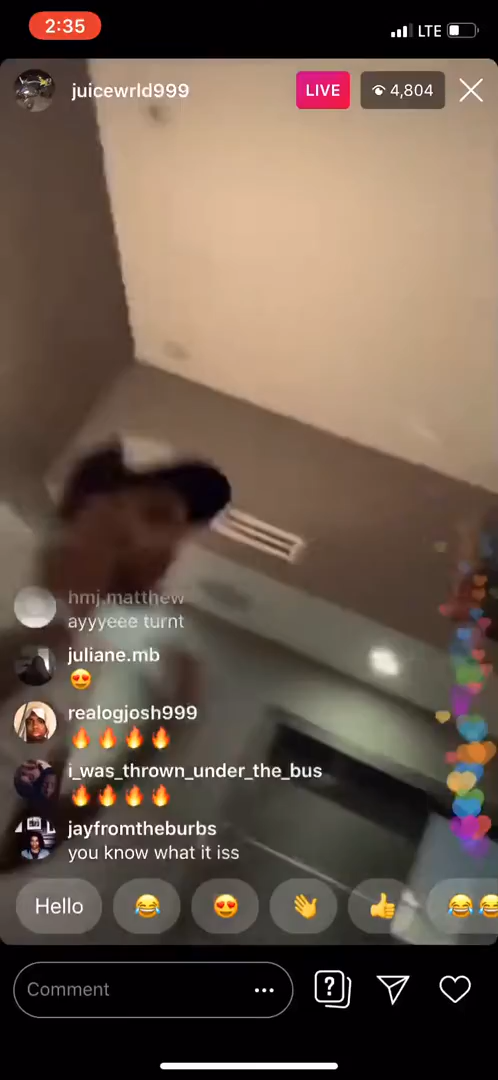 2:35
LTE
juicewrld999
LIVE
4,804
hmj.matthew
ayyyeee turnt
juliane.mb
😍
realogjosh999
🔥🔥🔥🔥
i_was_thrown_under_the_bus
🔥🔥🔥🔥
jayfromtheburbs
you know what it iss
Hello 😂 😍 👋 👍 😂😂
Comment